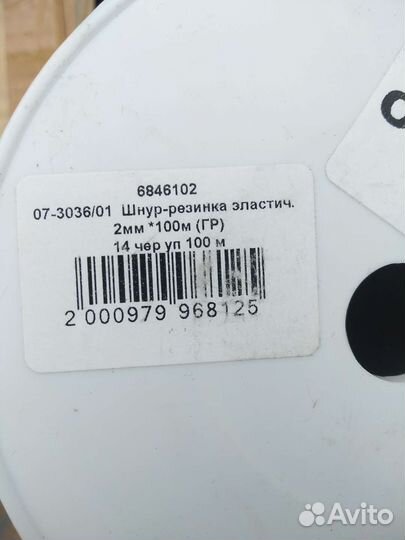 6846102
07-3036/01 Шнур-резинка эластич.
2мм *100м (ГР)
14 чер уп 100 м
2 000979 968125
Avito